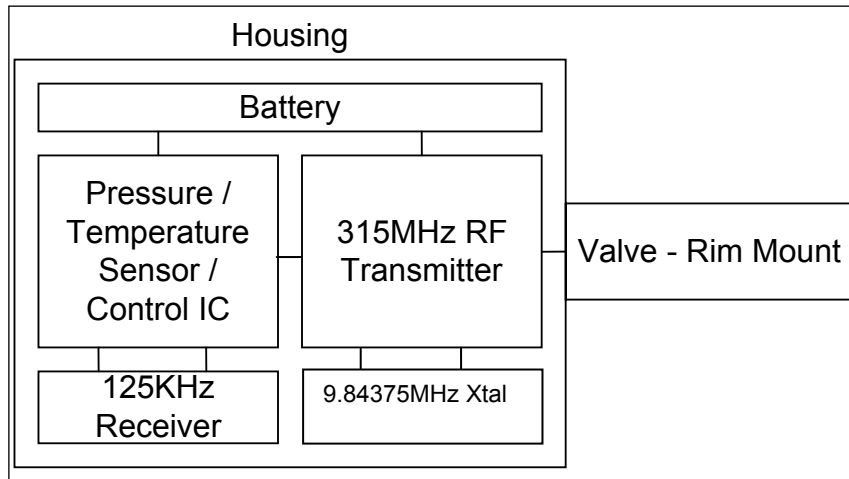 Housing
Battery
Pressure /
Temperature
Sensor /
Control IC
315MHz RF
Transmitter
Valve - Rim Mount
125KHz
Receiver
9.84375MHz Xtal